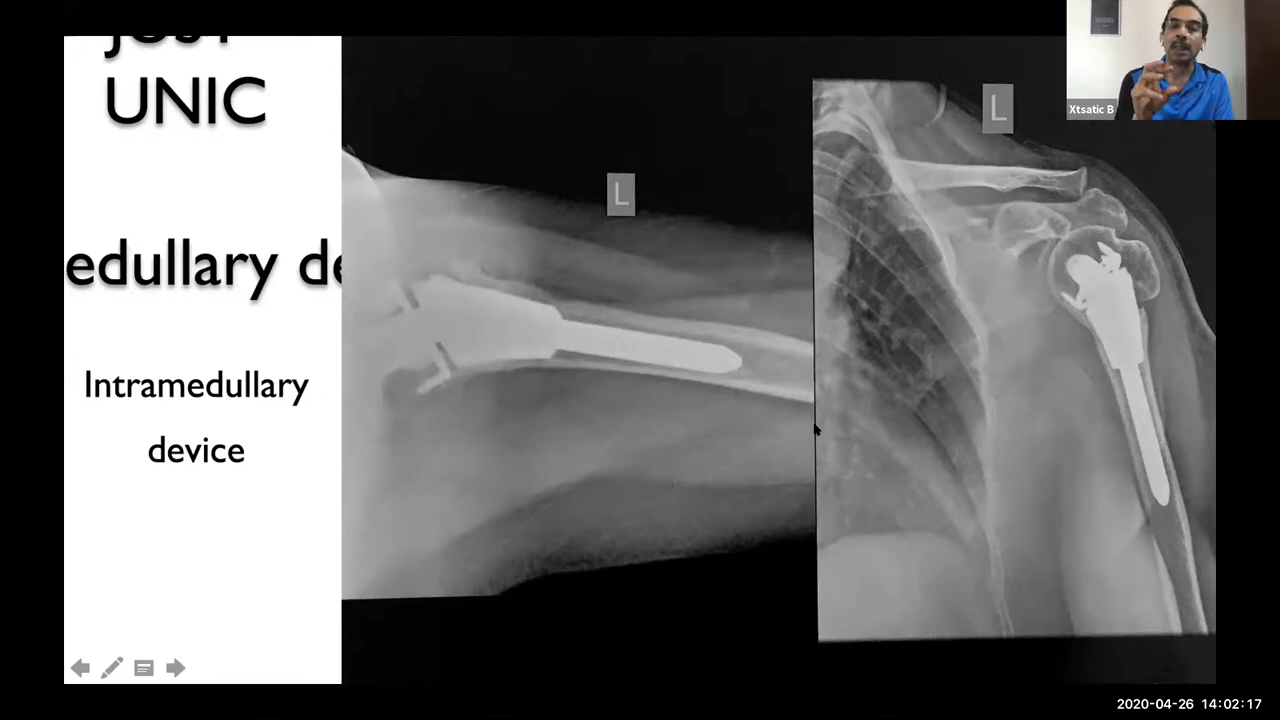 UNIC
edullary de
Intramedullary
device
L
L
Xtsatic B
2020-04-26 14:02:17